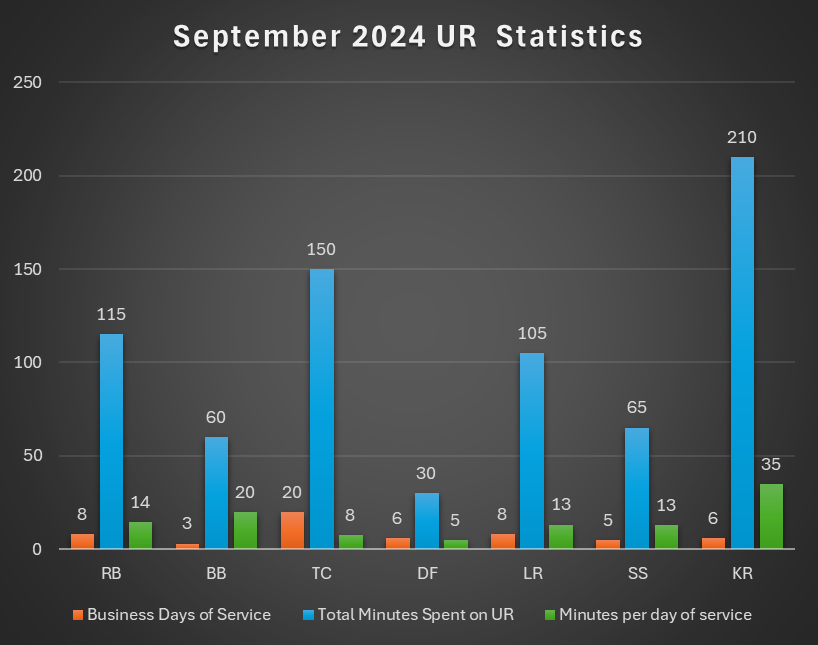 September 2024 UR  Statistics
250
200
150
100
50
0
8 115 14
3 60 20
20 150 8
6 30 5
8 105 13
5 65 13
6 210 35
RB BB TC DF LR SS KR
Business Days of Service Total Minutes Spent on UR Minutes per day of service